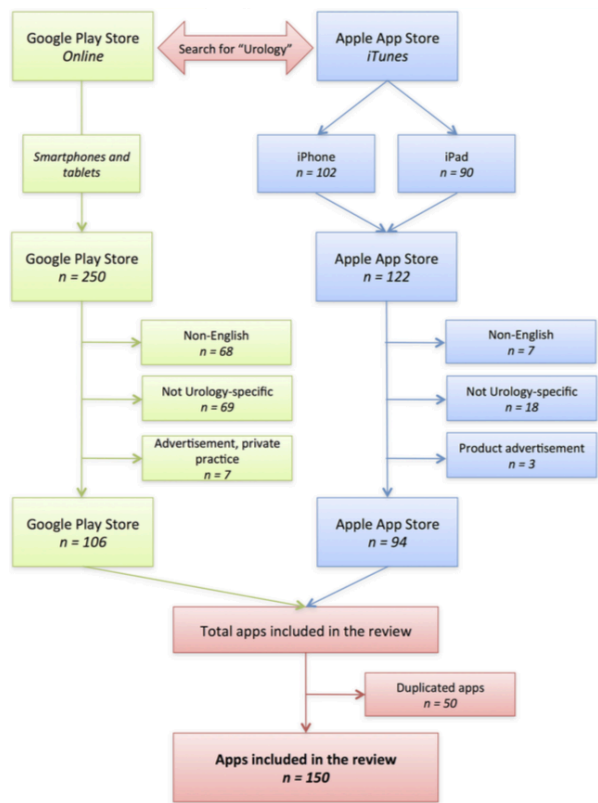 Google Play Store
Online
Search for “Urology”
Apple App Store
iTunes
Smartphones and
tablets
iPhone
n = 102
iPad
n = 90
Google Play Store
n = 250
Apple App Store
n = 122
Non-English
n = 68
Non-English
n = 7
Not Urology-specific
n = 69
Not Urology-specific
n = 18
Advertisement, private
practice
n = 7
Product advertisement
n = 3
Google Play Store
n = 106
Apple App Store
n = 94
Total apps included in the review
Duplicated apps
n = 50
Apps included in the review
n = 150